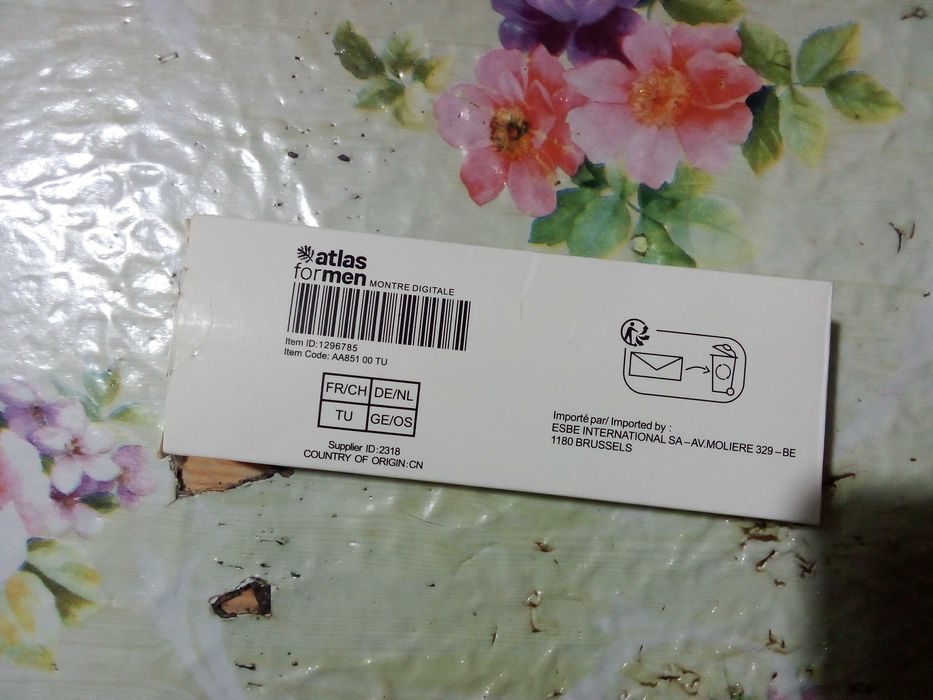 atlas
formen MONTRE DIGITALE
Item ID:1296785
Item Code: AA851 00 TU
FR/CH DE/NL
TU GE/OS
Supplier ID:2318
COUNTRY OF ORIGIN:CN
Importé par/ Imported by :
ESBE INTERNATIONAL SA–AV.MOLIERE 329–BE
1180 BRUSSELS